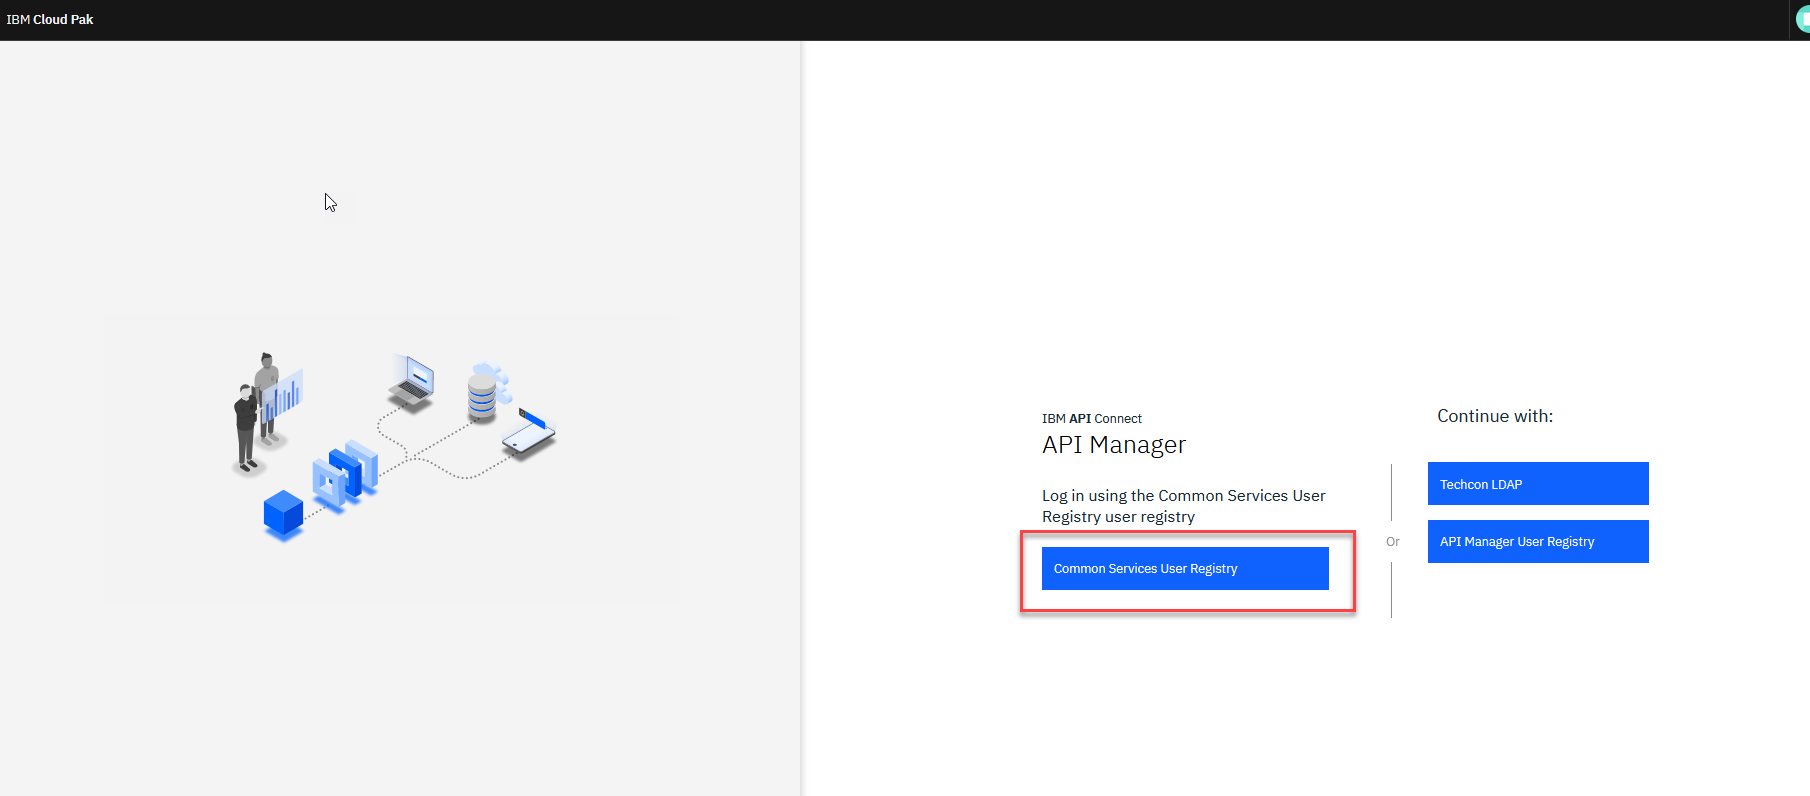 IBM Cloud Pak
IBM API Connect
API Manager
Log in using the Common Services User
Registry user registry
Common Services User Registry
Or
Continue with:
Techcon LDAP
API Manager User Registry